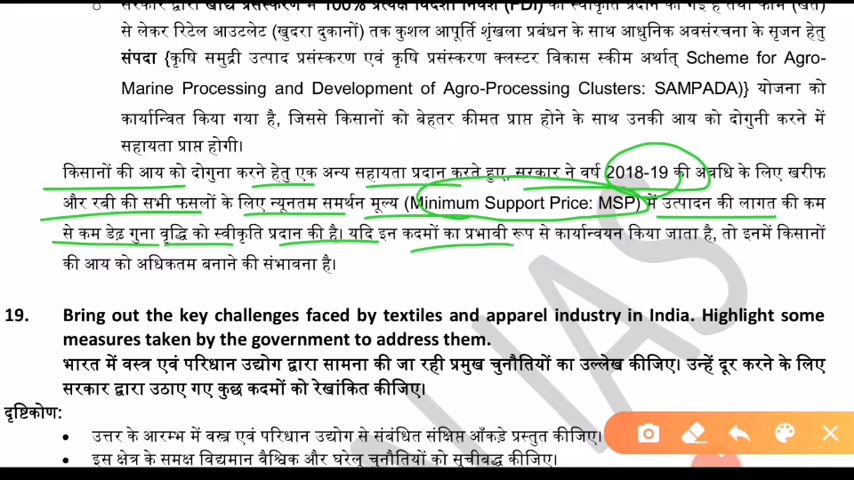 ○ सरकार द्वारा खाद्य प्रसंस्करण में 100% प्रत्यक्ष विदेशी निवेश (FDI) को स्वीकृति प्रदान की गई है तथा फार्म (खेत)
से लेकर रिटेल आउटलेट (खुदरा दुकानों) तक कुशल आपूर्ति शृंखला प्रबंधन के साथ आधुनिक अवसंरचना के सृजन हेतु
संपदा {कृषि समुद्री उत्पाद प्रसंस्करण एवं कृषि प्रसंस्करण क्लस्टर विकास स्कीम अर्थात् Scheme for Agro-
Marine Processing and Development of Agro-Processing Clusters: SAMPADA)} योजना को
कार्यान्वित किया गया है, जिससे किसानों को बेहतर कीमत प्राप्त होने के साथ उनकी आय को दोगुनी करने में
सहायता प्राप्त होगी।
किसानों की आय को दोगुना करने हेतु एक अन्य सहायता प्रदान करते हुए, सरकार ने वर्ष 2018-19 की अवधि के लिए खरीफ
और रबी की सभी फसलों के लिए न्यूनतम समर्थन मूल्य (Minimum Support Price: MSP) में उत्पादन की लागत की कम
से कम डेढ़ गुना वृद्धि को स्वीकृति प्रदान की है। यदि इन कदमों का प्रभावी रूप से कार्यान्वयन किया जाता है, तो इनमें किसानों
की आय को अधिकतम बनाने की संभावना है।
19. Bring out the key challenges faced by textiles and apparel industry in India. Highlight some
measures taken by the government to address them.
भारत में वस्त्र एवं परिधान उद्योग द्वारा सामना की जा रही प्रमुख चुनौतियों का उल्लेख कीजिए। उन्हें दूर करने के लिए
सरकार द्वारा उठाए गए कुछ कदमों को रेखांकित कीजिए।
दृष्टिकोण:
• उत्तर के आरम्भ में वस्त्र एवं परिधान उद्योग से संबंधित संक्षिप्त आँकड़े प्रस्तुत कीजिए।
• इस क्षेत्र के समक्ष विद्यमान वैश्विक और घरेलू चुनौतियों को सूचीबद्ध कीजिए।